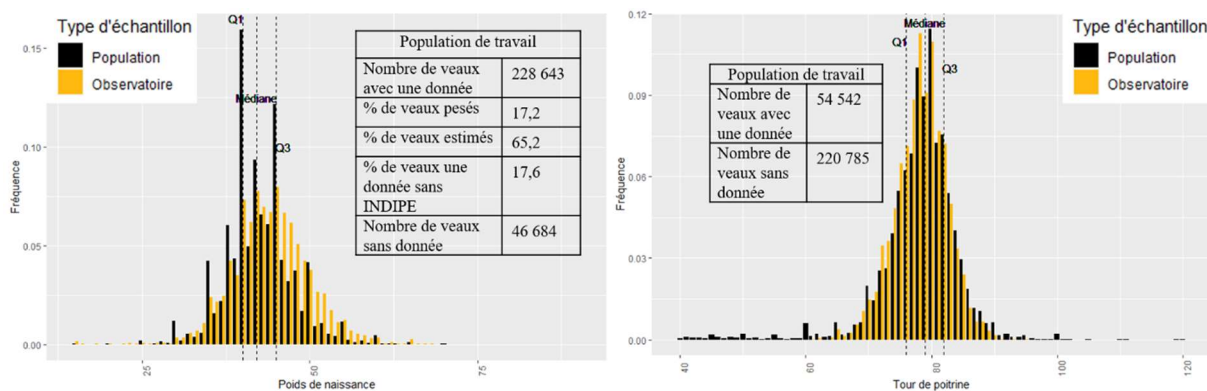 Type d'échantillon
Population
Observatoire
Q1
Médiane
Q3
Population de travail
Nombre de veaux
avec une donnée
228 643
% de veaux pesés
17,2
% de veaux estimés
65,2
% de veaux une
donnée sans
INDIPE
17,6
Nombre de veaux
sans donnée
46 684
Fréquence
0.15
0.10
0.05
0.00
25
50
75
Poids de naissance
Type d'échantillon
Population
Observatoire
Médiane
Q1
Q3
Population de travail
Nombre de
veaux avec
une donnée
54 542
Nombre de
veaux sans
donnée
220 785
Fréquence
0.12
0.09
0.06
0.03
0.00
40
60
80
100
120
Tour de poitrine